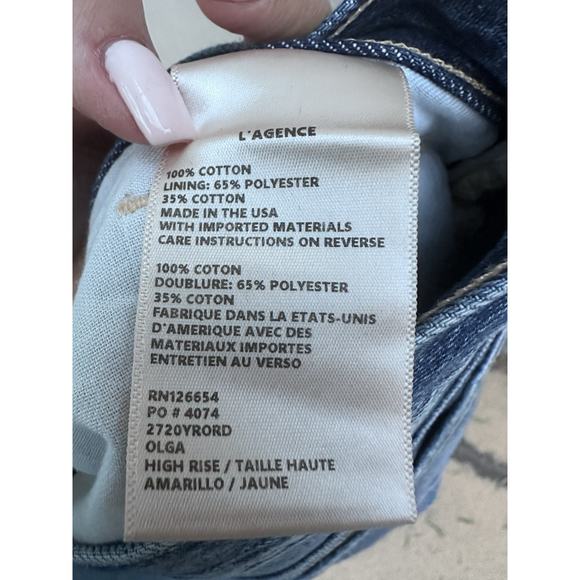 L'AGENCE
100% COTTON
LINING: 65% POLYESTER
35% COTTON
MADE IN THE USA
WITH IMPORTED MATERIALS
CARE INSTRUCTIONS ON REVERSE
100% COTON
DOUBLURE: 65% POLYESTER
35% COTON
FABRIQUE DANS LA ETATS-UNIS
D'AMERIQUE AVEC DES
MATERIAUX IMPORTES
ENTRETIEN AU VERSO
RN126654
PO # 4074
2720YRORD
OLGA
HIGH RISE / TAILLE HAUTE
AMARILLO / JAUNE